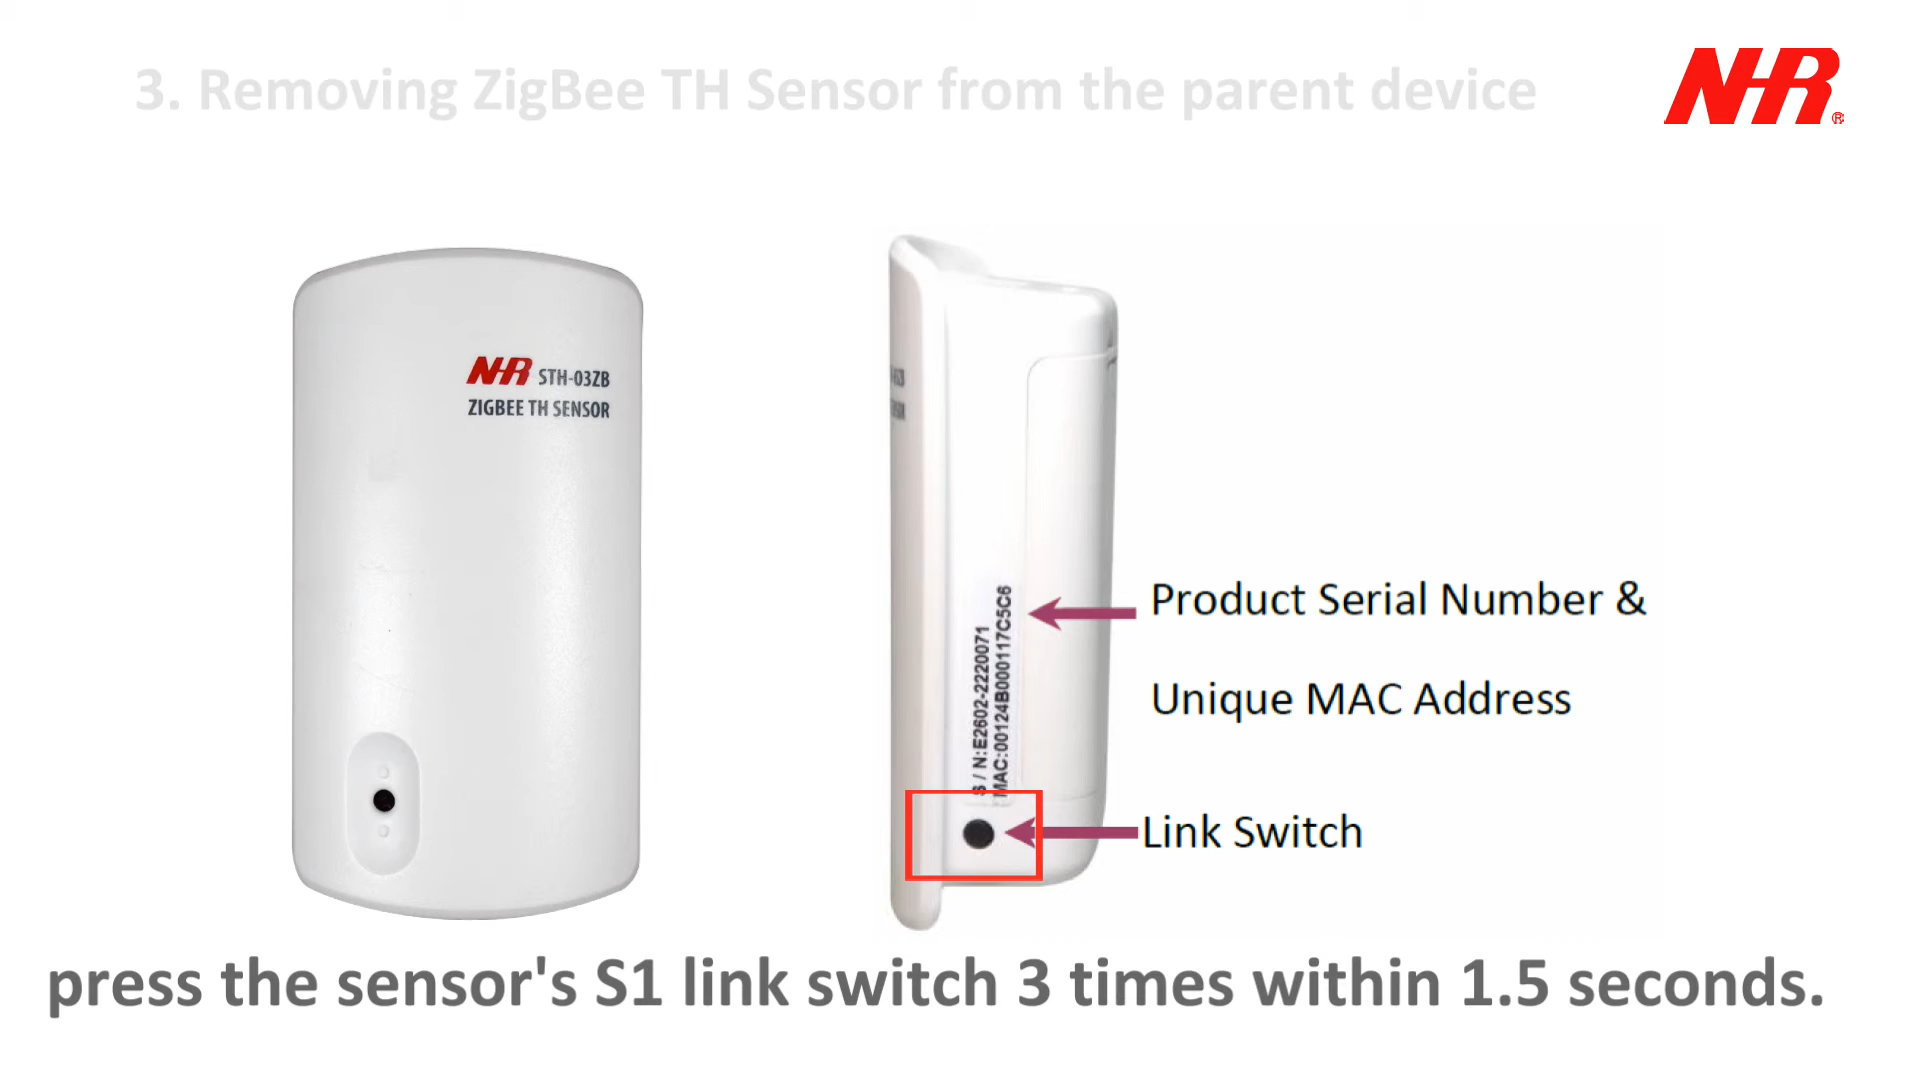 3. Removing ZigBee TH Sensor from the parent device
NHR®
NHR STH-03ZB
ZIGBEE TH SENSOR
S / N:E2602-2220071
MAC:00124B000117C5C6
Product Serial Number &
Unique MAC Address
Link Switch
press the sensor's S1 link switch 3 times within 1.5 seconds.